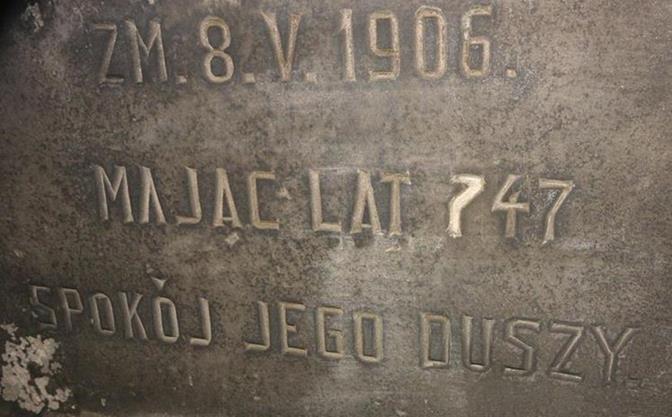 ZM. 8. V. 1906.
MAJĄC LAT 747
SPOKÓJ JEGO DUSZY.